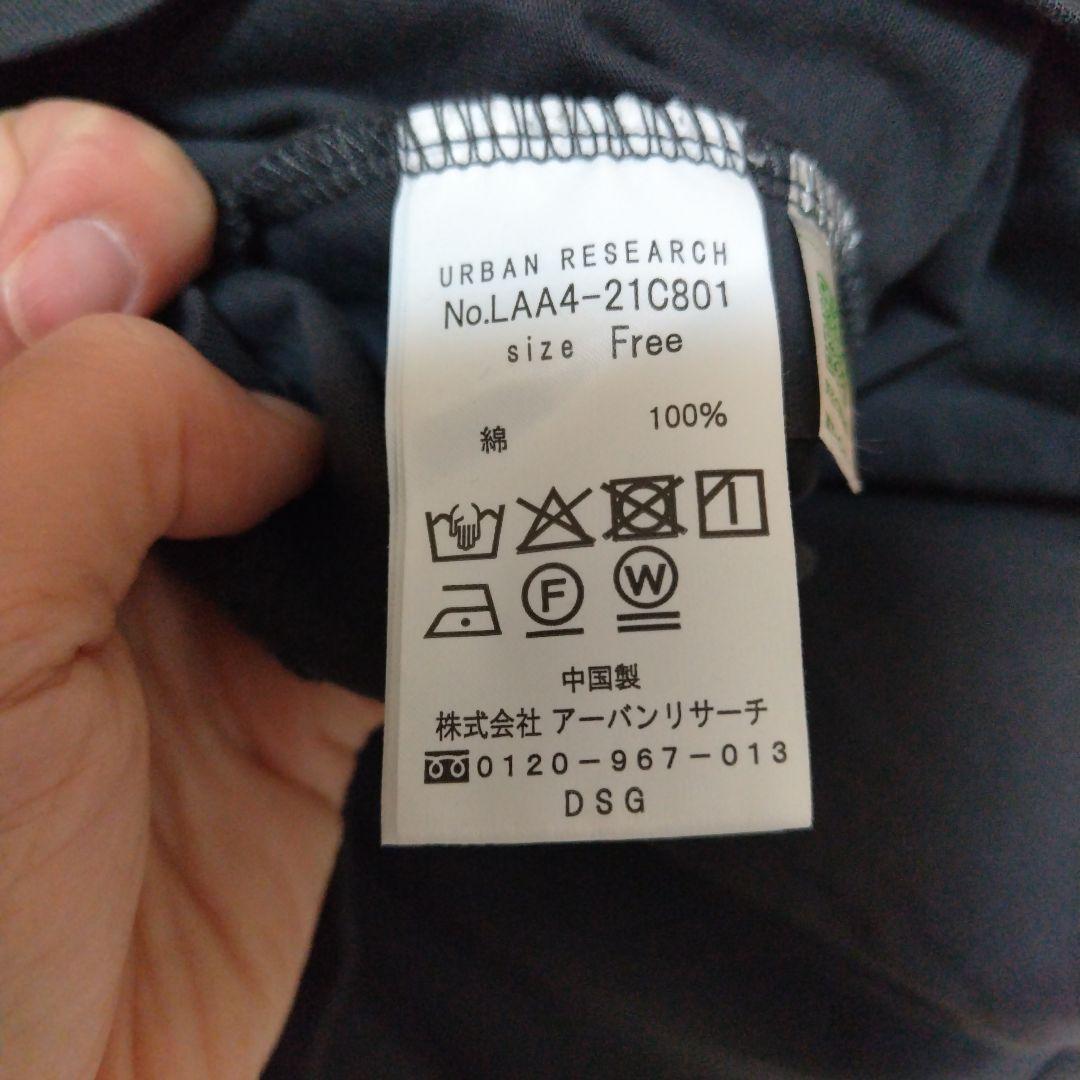 URBAN RESEARCH
No.LAA4-21C801
size Free
綿 100%
F W
中国製
株式会社 アーバンリサーチ
0120-967-013
DSG